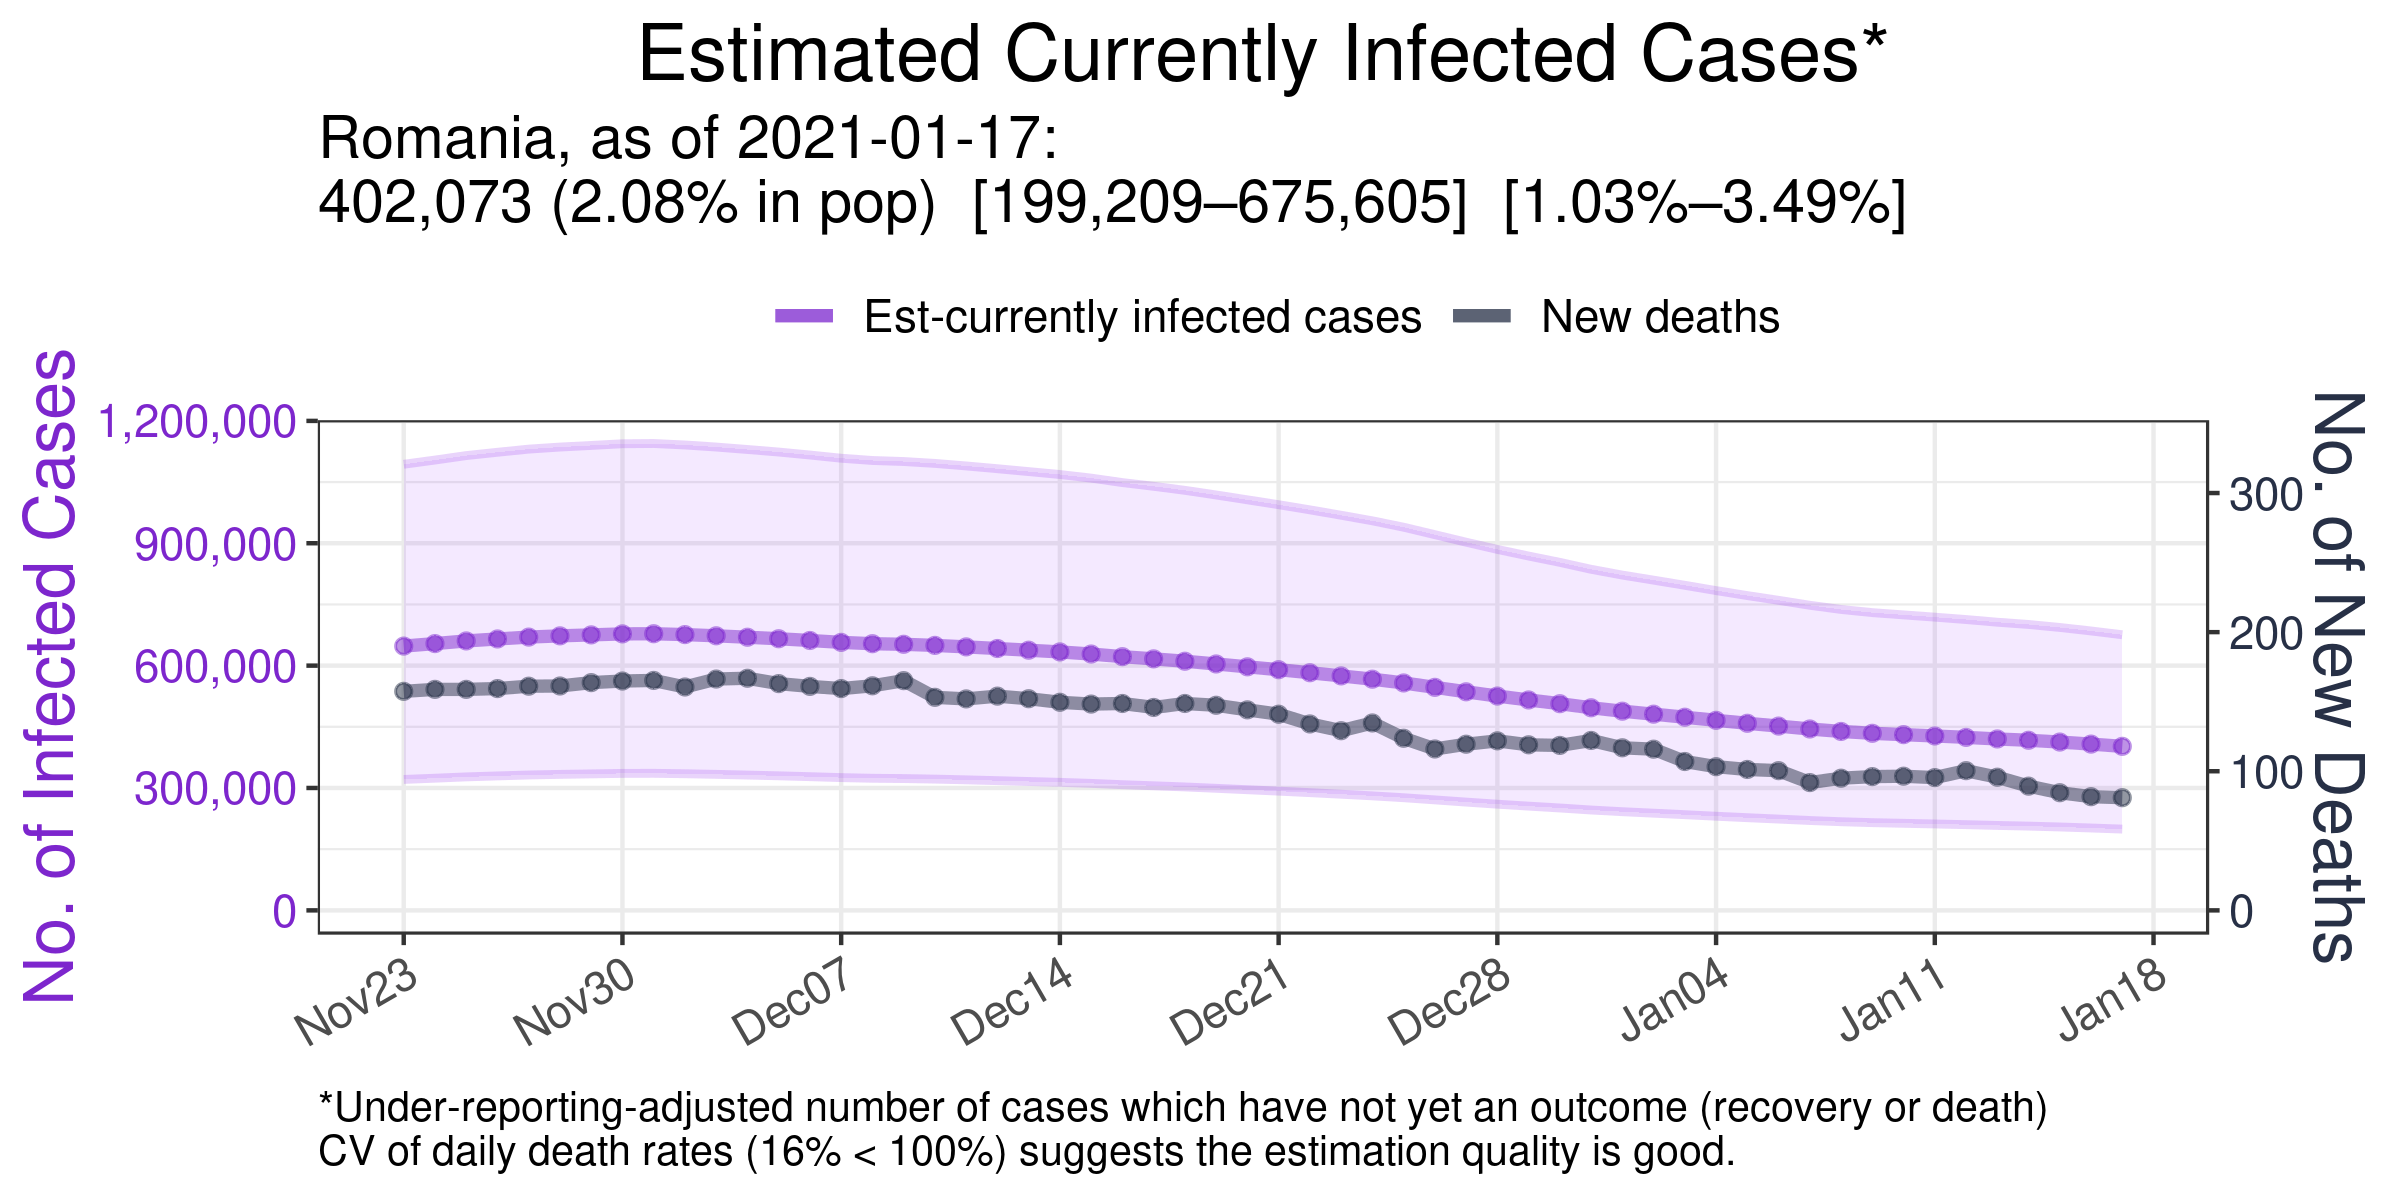 Estimated Currently Infected Cases*
Romania, as of 2021-01-17:
402,073 (2.08% in pop) [199,209–675,605] [1.03%–3.49%]
Est-currently infected cases
New deaths
No. of Infected Cases
1,200,000
900,000
600,000
300,000
0
300
200
100
0
No. of New Deaths
Nov23
Nov30
Dec07
Dec14
Dec21
Dec28
Jan04
Jan11
Jan18
*Under-reporting-adjusted number of cases which have not yet an outcome (recovery or death)
CV of daily death rates (16% < 100%) suggests the estimation quality is good.